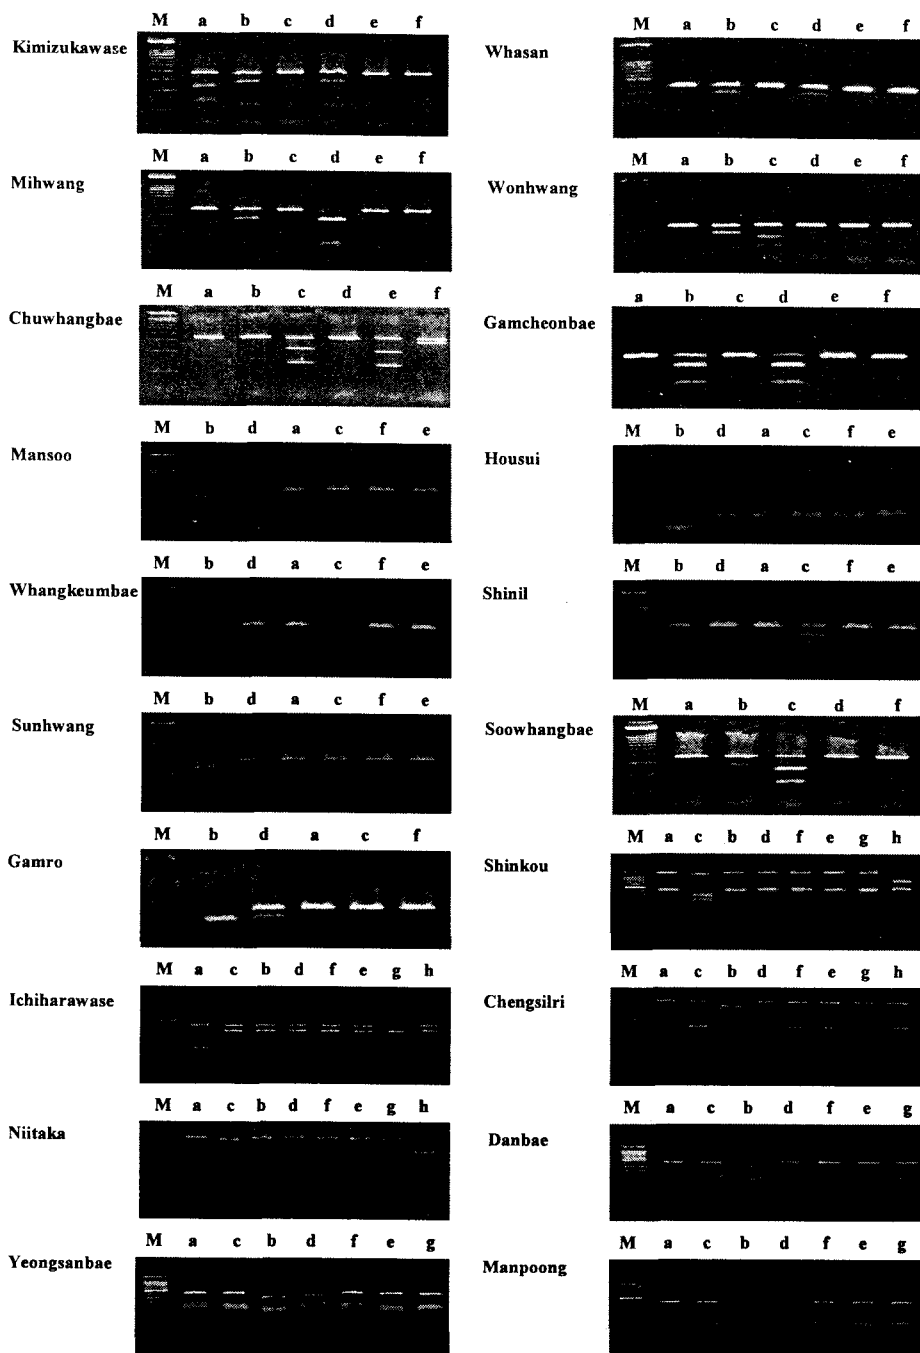 M a b c d e f
Kimizukawase
M a b c d e f
Whasan
M a b c d e f
Mihwang
M a b c d e f
Wonhwang
M a b c d e f
Chuwhangbae
a b c d e f
Gamcheonbae
M b d a c f e
Mansoo
M b d a c f e
Housui
M b d a c f e
Whangkeumbae
M b d a c f e
Shinil
M b d a c f e
Sunhwang
M a b c d f
Soowhangbae
M b d a c f
Gamro
M a c b d f e g h
Shinkou
M a c b d f e g h
Ichiharawase
M a c b d f e g h
Chengsilri
M a c b d f e g h
Niitaka
M a c b d f e g
Danbae
M a c b d f e g
Yeongsanbae
M a c b d f e g
Manpoong